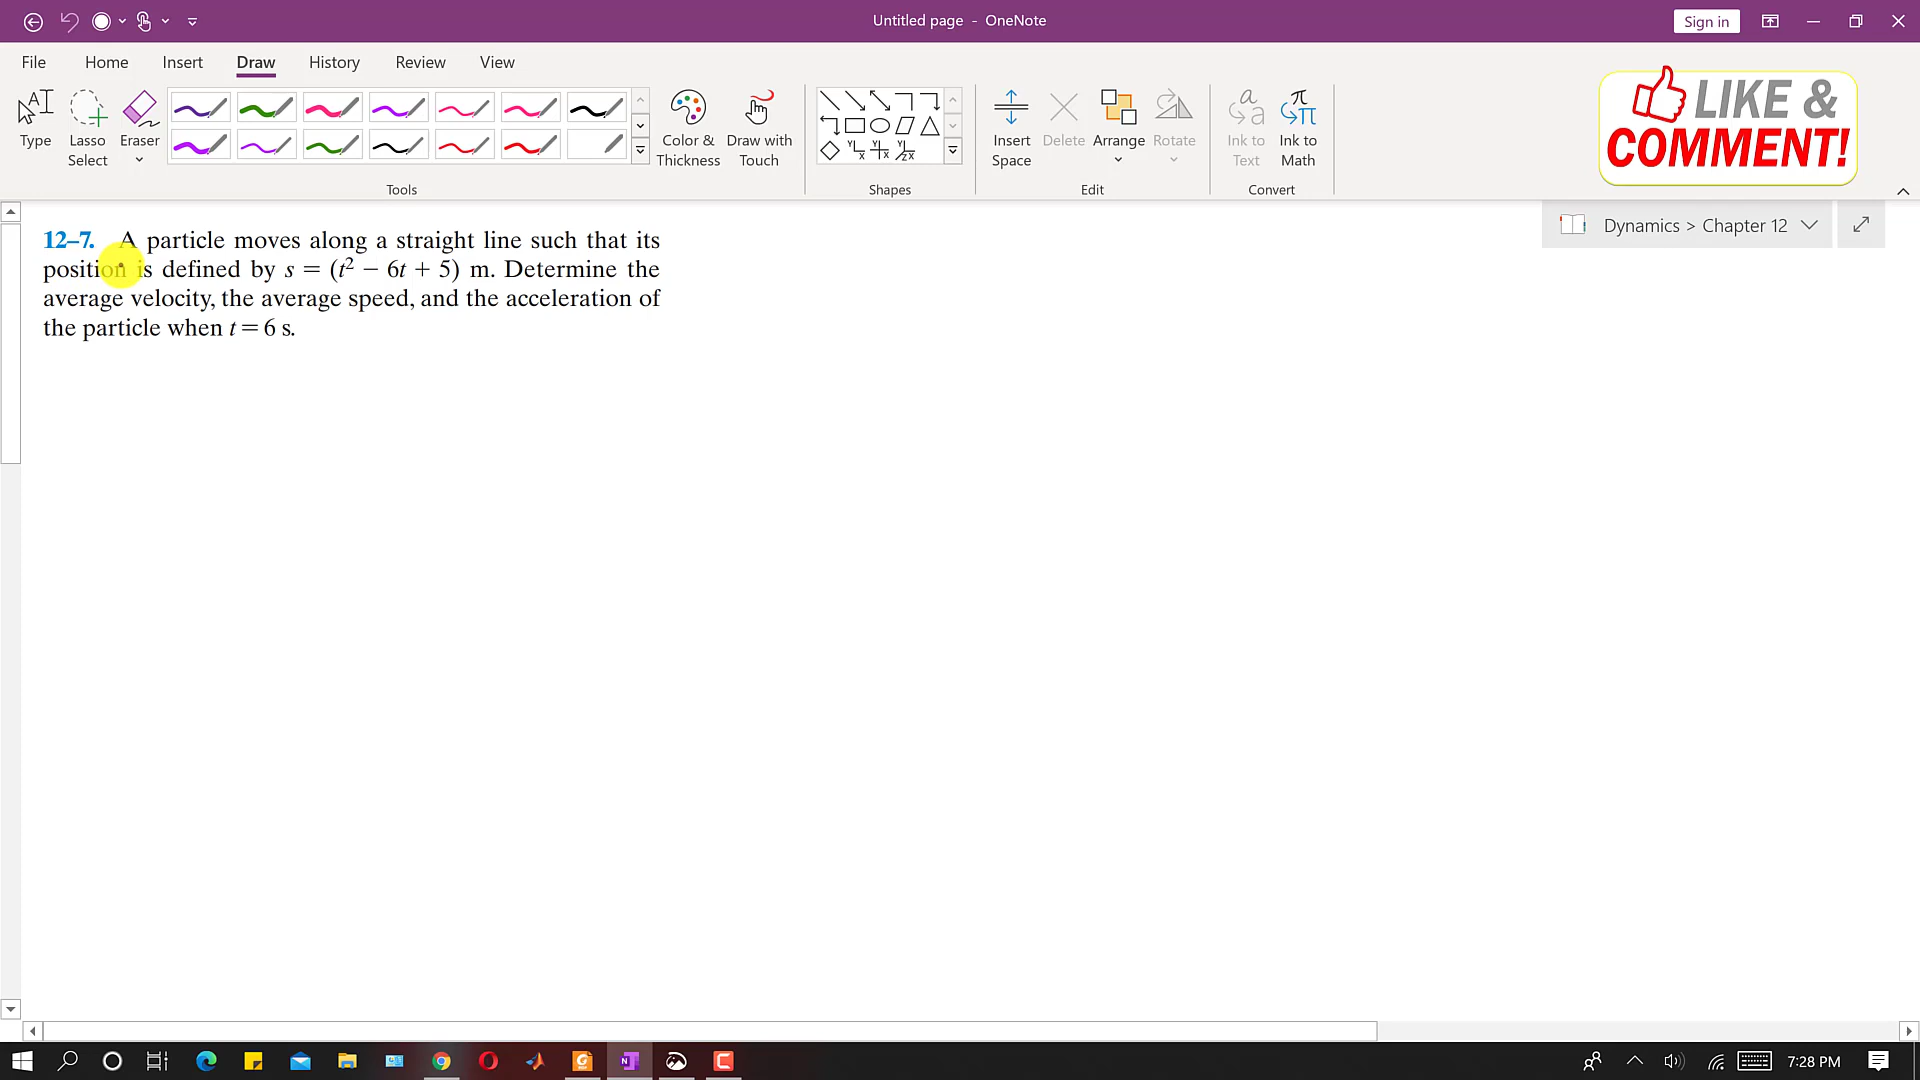 Untitled page - OneNote
Sign in
File Home Insert Draw History Review View
LIKE &
COMMENT!
Type
Lasso Select
Eraser
Color & Thickness
Draw with Touch
Insert Space
Delete
Arrange
Rotate
Ink to Text
Ink to Math
Tools
Shapes
Edit
Convert
Dynamics > Chapter 12
12–7. A particle moves along a straight line such that its
position is defined by s = (t² − 6t + 5) m. Determine the
average velocity, the average speed, and the acceleration of
the particle when t = 6 s.
7:28 PM